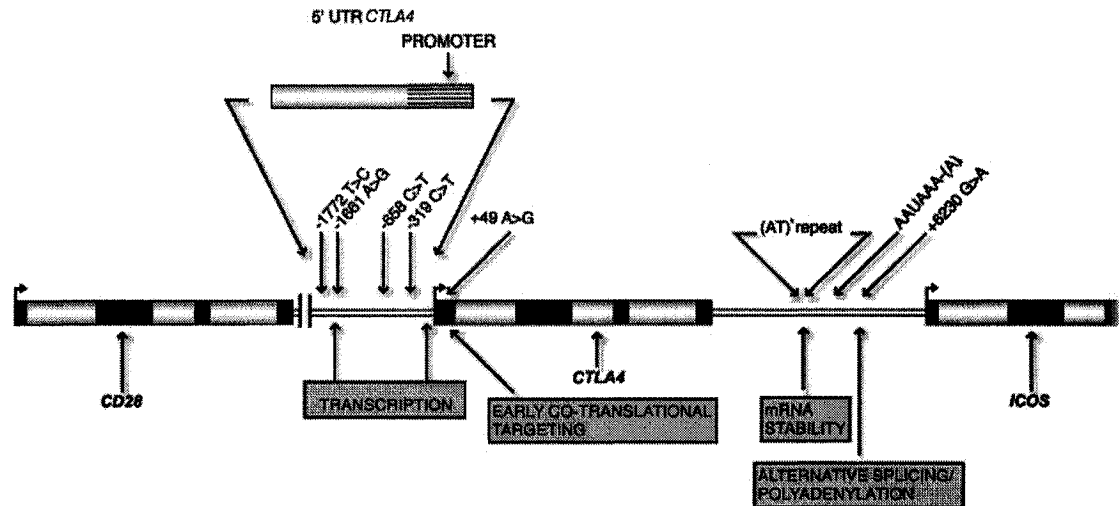 5' UTR CTLA4
PROMOTER
-1772 T>C
-1661 A>G
-658 C>T
-319 C>T
+49 A>G
(AT)* repeat
AAUAAA-(A)
+6230 G>A
CD28
TRANSCRIPTION
CTLA4
EARLY CO-TRANSLATIONAL
TARGETING
mRNA
STABILITY
ALTERNATIVE SPLICING/
POLYADENYLATION
ICOS